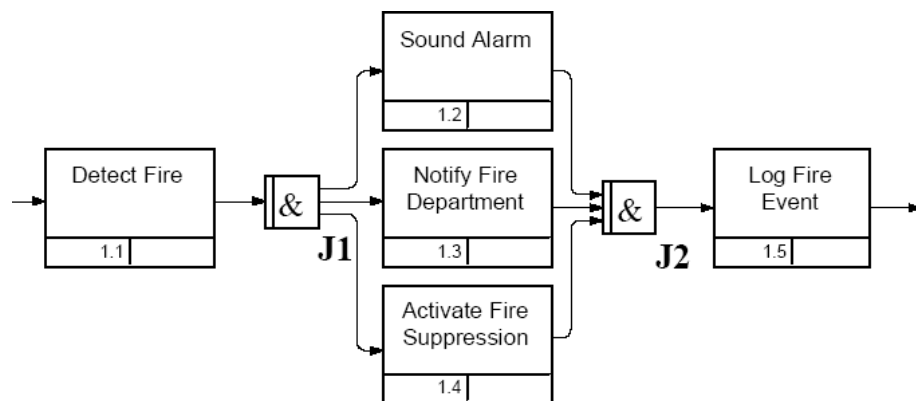 Sound Alarm
1.2
Detect Fire
1.1
&
J1
Notify Fire
Department
1.3
Activate Fire
Suppression
1.4
&
J2
Log Fire
Event
1.5